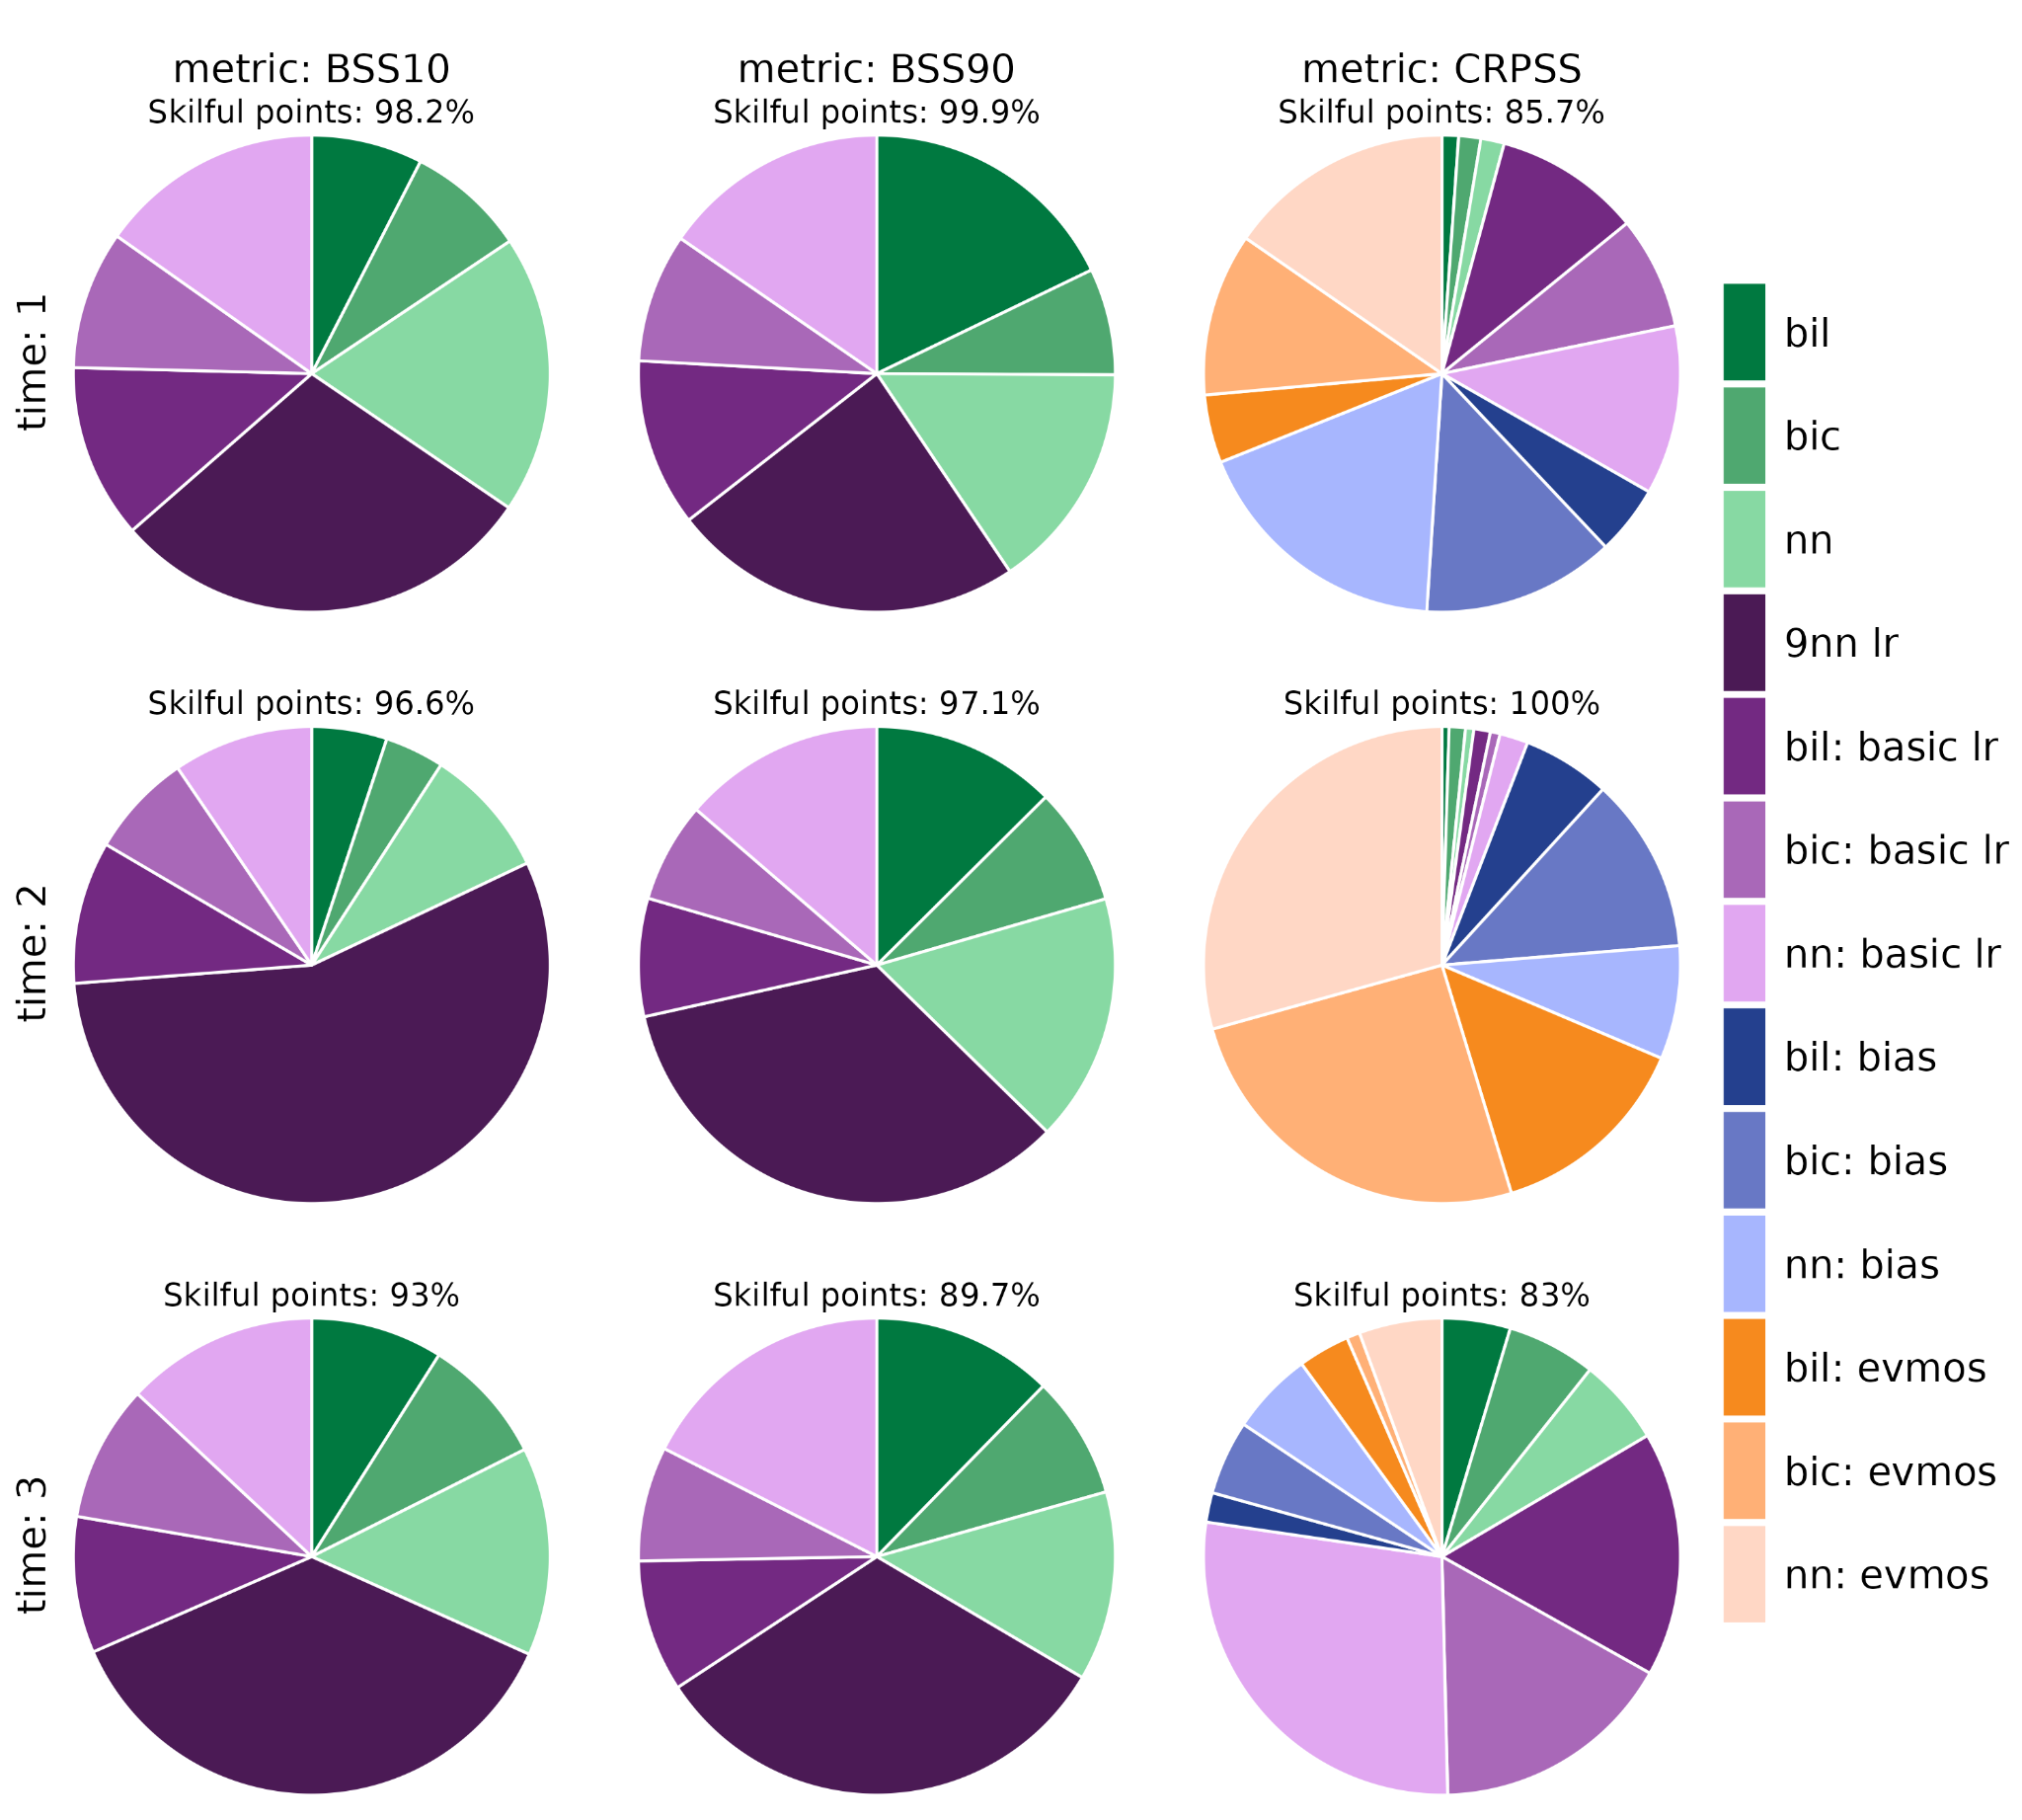 metric: BSS10
metric: BSS90
metric: CRPSS
Skilful points: 98.2%
Skilful points: 99.9%
Skilful points: 85.7%
time: 1
Skilful points: 96.6%
Skilful points: 97.1%
Skilful points: 100%
time: 2
Skilful points: 93%
Skilful points: 89.7%
Skilful points: 83%
time: 3
bil
bic
nn
9nn lr
bil: basic lr
bic: basic lr
nn: basic lr
bil: bias
bic: bias
nn: bias
bil: evmos
bic: evmos
nn: evmos